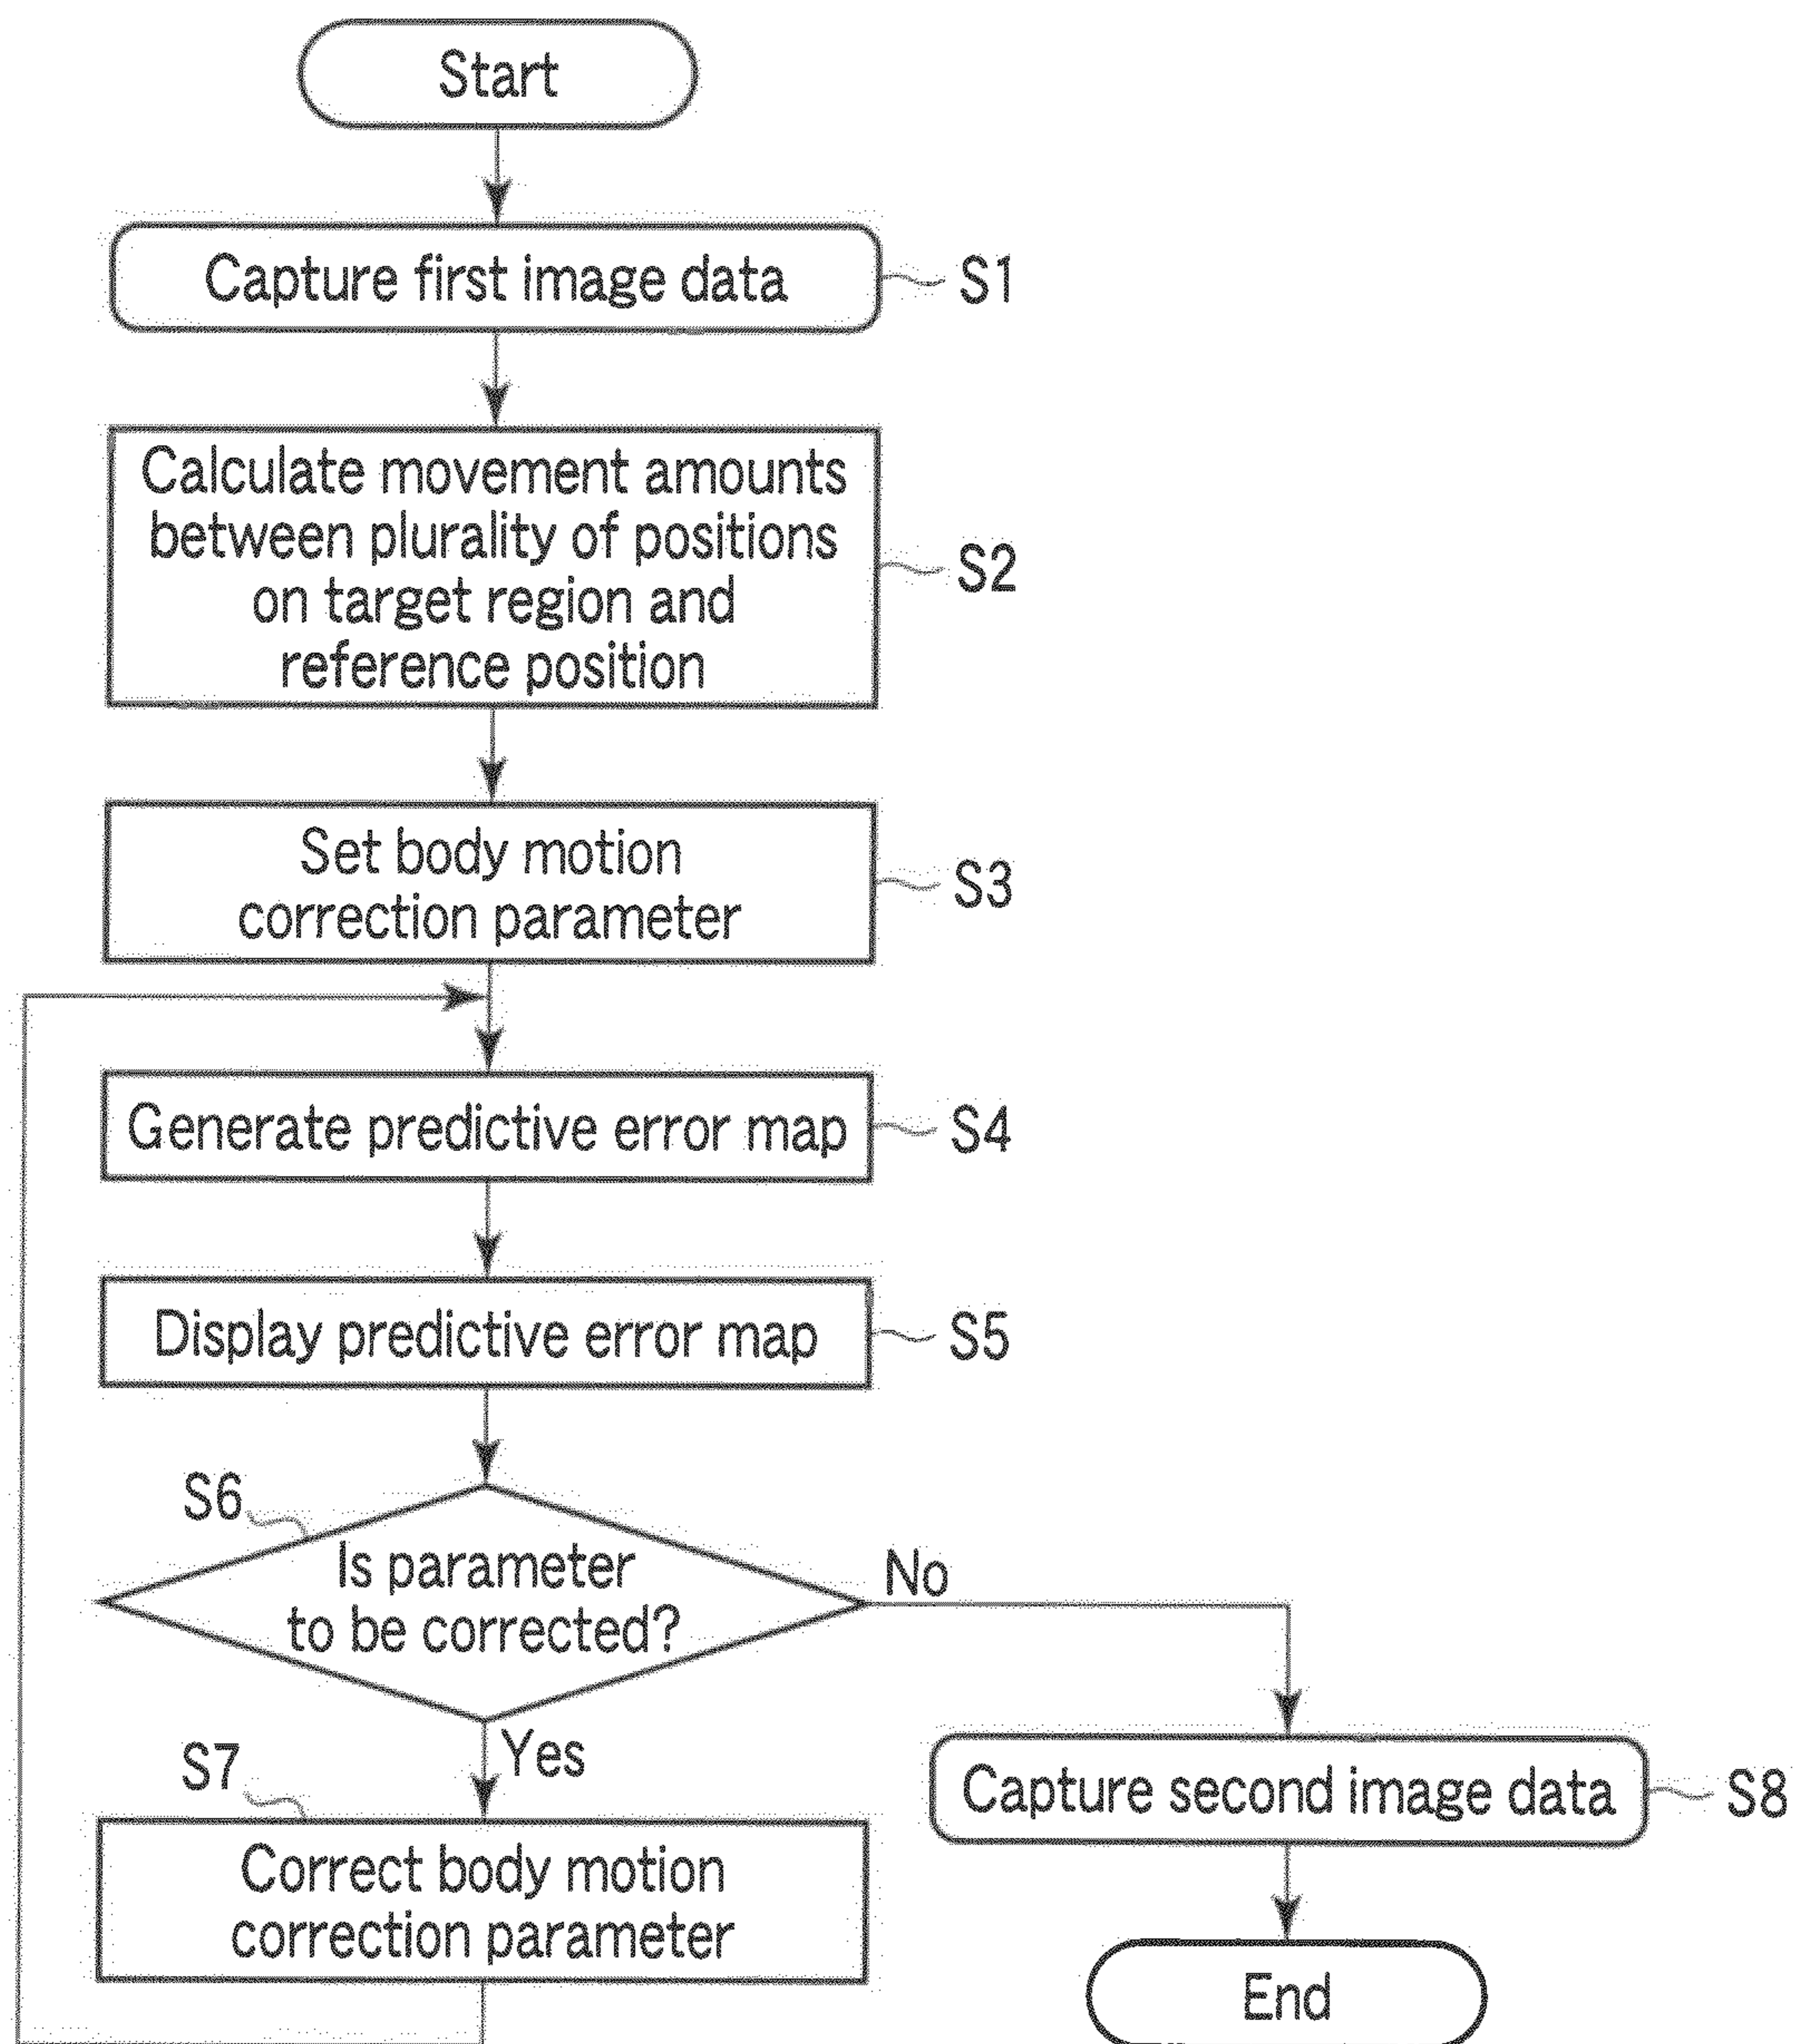 Start
Capture first image data
S1
Calculate movement amounts
between plurality of positions
on target region and
reference position
S2
Set body motion
correction parameter
S3
Generate predictive error map
S4
Display predictive error map
S5
S6
Is parameter
to be corrected?
No
Yes
S7
Correct body motion
correction parameter
Capture second image data
S8
End